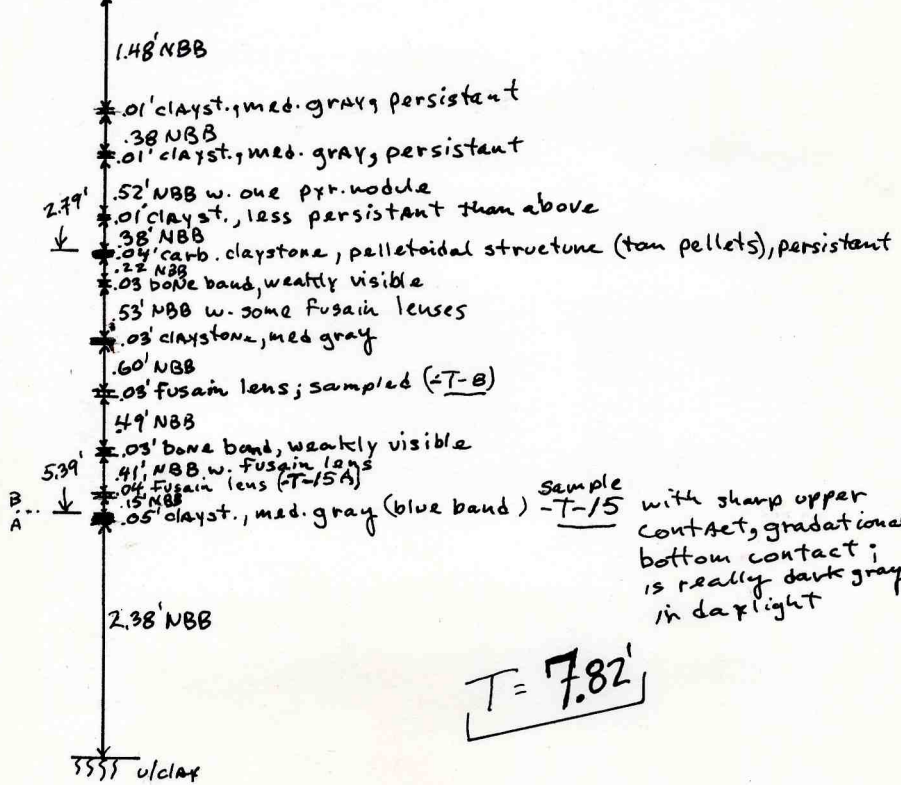 1.48' NBB
.01' clayst., med. gray, persistant
.38 NBB
.01' clayst., med. gray, persistant
.52' NBB w. one pyr. nodule
2.79'
.01' clayst., less persistant than above
.38' NBB
.04' carb. claystone, pelletoidal structune (tan pellets), persistant
.22 NBB
.03 bone band, weakly visible
.53' NBB w. some fusain lenses
.03' claystone, med gray
.60' NBB
.03' fusain lens; sampled (-T-B)
.49' NBB
.03' bone band, weakly visible
5.39'
.41' NBB w. fusain lens
.04 fusain lens (-T-15A)
.15' NBB
B
A
.05' clayst., med. gray (blue band) sample -T-15 with sharp upper
contact, gradationa
bottom contact;
is really dark gray
in daylight
2.38' NBB
T = 7.82'
u/clay